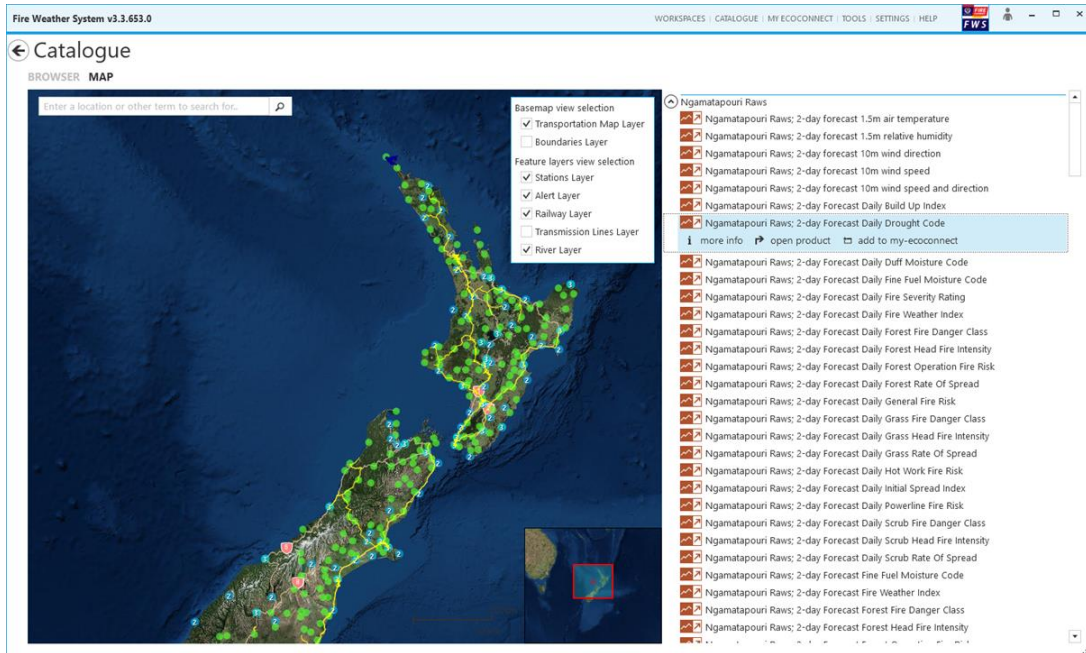 Fire Weather System v3.3.653.0
WORKSPACES | CATALOGUE | MY ECOCONNECT | TOOLS | SETTINGS | HELP
FIRE
FWS
Catalogue
BROWSER MAP
Enter a location or other term to search for..
Basemap view selection
Transportation Map Layer
Boundaries Layer
Feature layers view selection
Stations Layer
Alert Layer
Railway Layer
Transmission Lines Layer
River Layer
Ngamatapouri Raws
Ngamatapouri Raws; 2-day forecast 1.5m air temperature
Ngamatapouri Raws; 2-day forecast 1.5m relative humidity
Ngamatapouri Raws; 2-day forecast 10m wind direction
Ngamatapouri Raws; 2-day forecast 10m wind speed
Ngamatapouri Raws; 2-day forecast 10m wind speed and direction
Ngamatapouri Raws; 2-day Forecast Daily Build Up Index
Ngamatapouri Raws; 2-day Forecast Daily Drought Code
more info open product add to my-ecoconnect
Ngamatapouri Raws; 2-day Forecast Daily Duff Moisture Code
Ngamatapouri Raws; 2-day Forecast Daily Fine Fuel Moisture Code
Ngamatapouri Raws; 2-day Forecast Daily Fire Severity Rating
Ngamatapouri Raws; 2-day Forecast Daily Fire Weather Index
Ngamatapouri Raws; 2-day Forecast Daily Forest Fire Danger Class
Ngamatapouri Raws; 2-day Forecast Daily Forest Head Fire Intensity
Ngamatapouri Raws; 2-day Forecast Daily Forest Operation Fire Risk
Ngamatapouri Raws; 2-day Forecast Daily Forest Rate Of Spread
Ngamatapouri Raws; 2-day Forecast Daily General Fire Risk
Ngamatapouri Raws; 2-day Forecast Daily Grass Fire Danger Class
Ngamatapouri Raws; 2-day Forecast Daily Grass Head Fire Intensity
Ngamatapouri Raws; 2-day Forecast Daily Grass Rate Of Spread
Ngamatapouri Raws; 2-day Forecast Daily Hot Work Fire Risk
Ngamatapouri Raws; 2-day Forecast Daily Initial Spread Index
Ngamatapouri Raws; 2-day Forecast Daily Powerline Fire Risk
Ngamatapouri Raws; 2-day Forecast Daily Scrub Fire Danger Class
Ngamatapouri Raws; 2-day Forecast Daily Scrub Head Fire Intensity
Ngamatapouri Raws; 2-day Forecast Daily Scrub Rate Of Spread
Ngamatapouri Raws; 2-day Forecast Fine Fuel Moisture Code
Ngamatapouri Raws; 2-day Forecast Fire Weather Index
Ngamatapouri Raws; 2-day Forecast Forest Fire Danger Class
Ngamatapouri Raws; 2-day Forecast Forest Head Fire Intensity